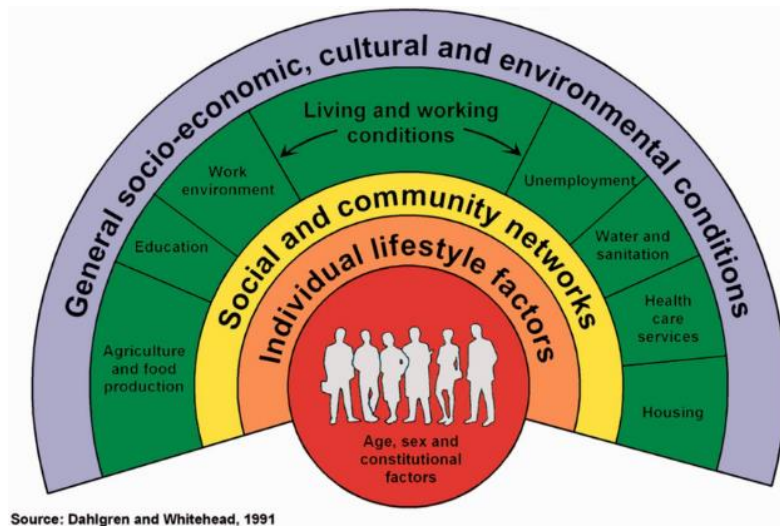 General socio-economic, cultural and environmental conditions
Living and working
conditions
Work
environment
Unemployment
Education
Water and
sanitation
Agriculture
and food
production
Health
care
services
Housing
Social and community networks
Individual lifestyle factors
Age, sex and
constitutional
factors
Source: Dahlgren and Whitehead, 1991